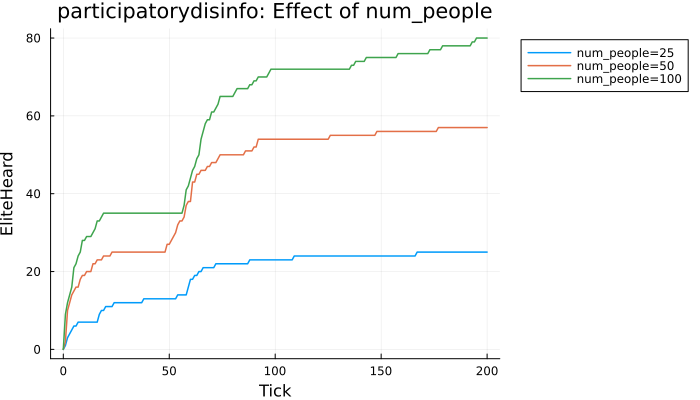 participatorydisinfo: Effect of num_people
EliteHeard
80
60
40
20
0
0 50 100 150 200
Tick
num_people=25
num_people=50
num_people=100